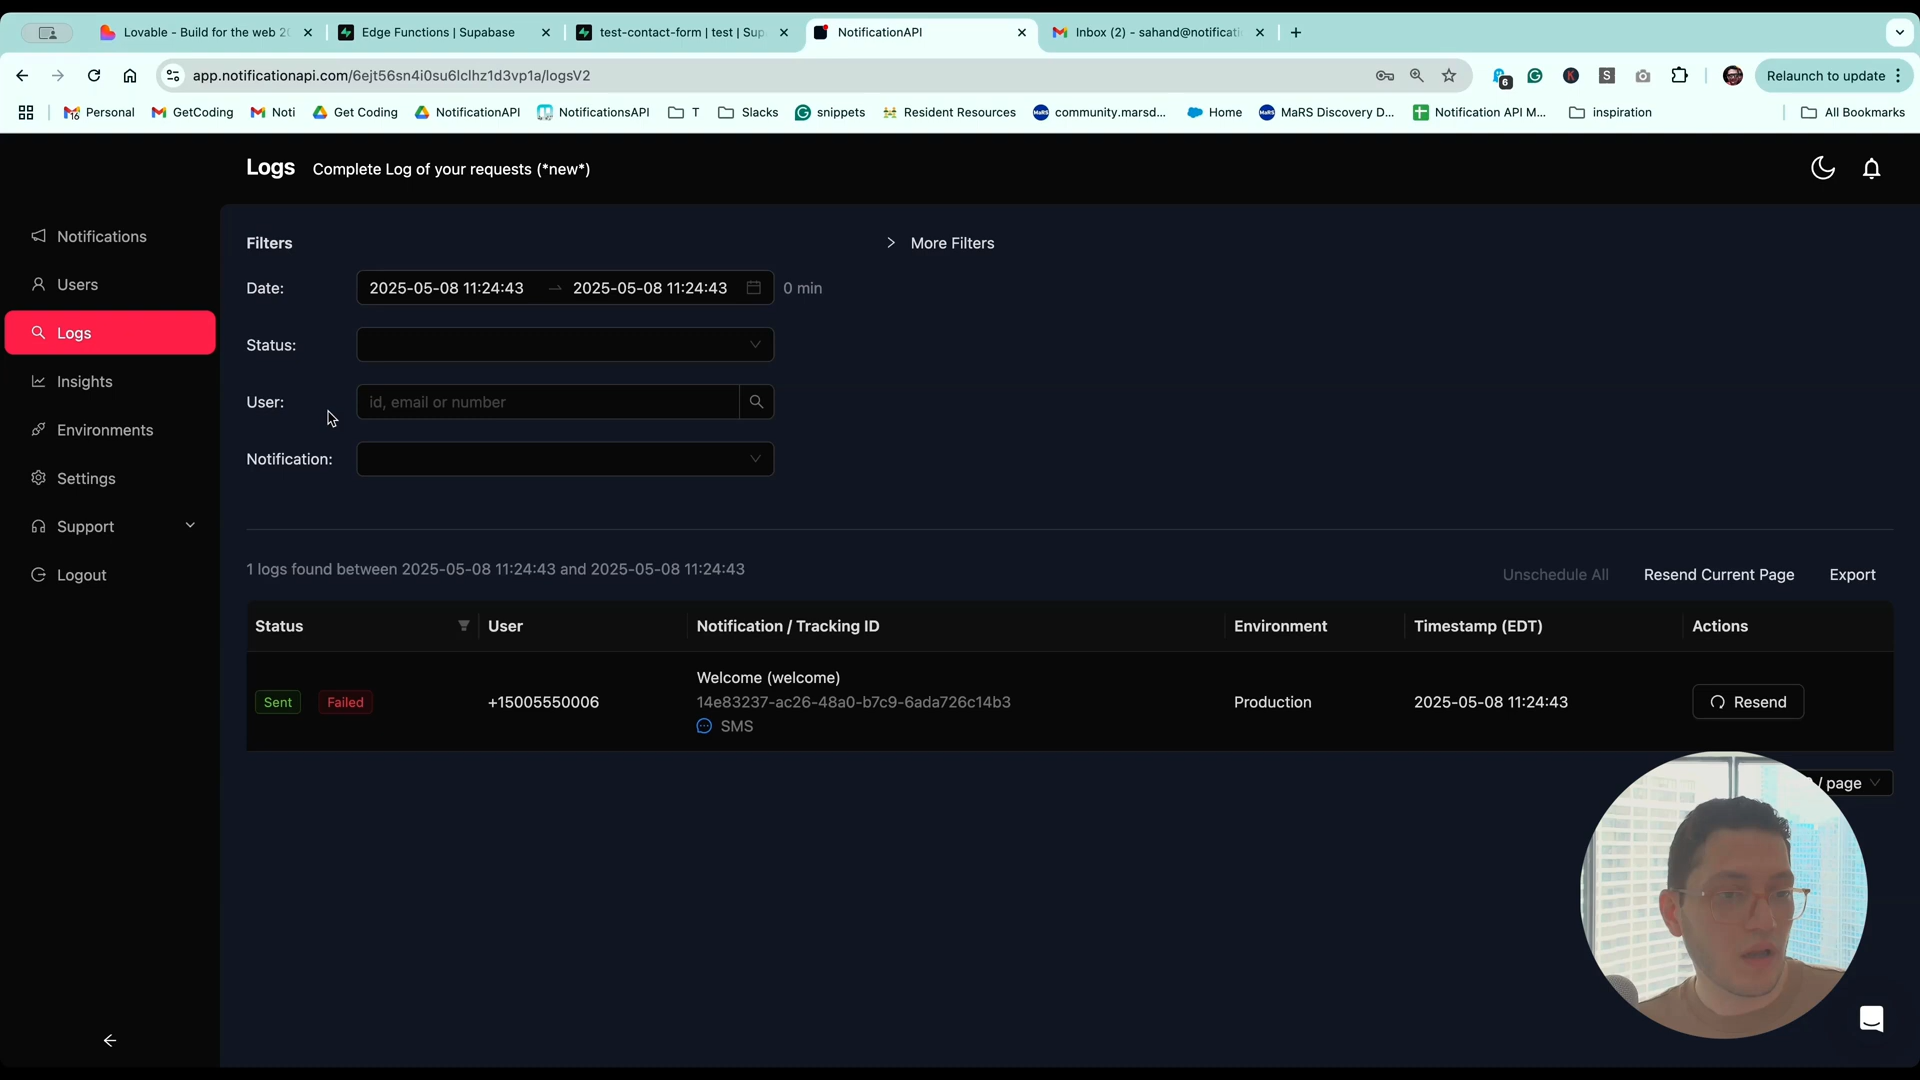 Lovable - Build for the web 2
Edge Functions | Supabase
test-contact-form | test | Sup
NotificationAPI
Inbox (2) - sahand@notificati
app.notificationapi.com/6ejt56sn4i0su6lclhz1d3vp1a/logsV2
6
K
S
Relaunch to update
Personal
GetCoding
Noti
Get Coding
NotificationAPI
NotificationsAPI
T
Slacks
snippets
Resident Resources
community.marsd...
Home
MaRS Discovery D...
Notification API M...
inspiration
All Bookmarks
Logs
Complete Log of your requests (*new*)
Notifications
Users
Logs
Insights
Environments
Settings
Support
Logout
Filters
More Filters
Date:
2025-05-08 11:24:43
2025-05-08 11:24:43
0 min
Status:
User:
id, email or number
Notification:
1 logs found between 2025-05-08 11:24:43 and 2025-05-08 11:24:43
Unschedule All
Resend Current Page
Export
Status
User
Notification / Tracking ID
Environment
Timestamp (EDT)
Actions
Sent
Failed
+15005550006
Welcome (welcome)
14e83237-ac26-48a0-b7c9-6ada726c14b3
SMS
Production
2025-05-08 11:24:43
Resend
/ page